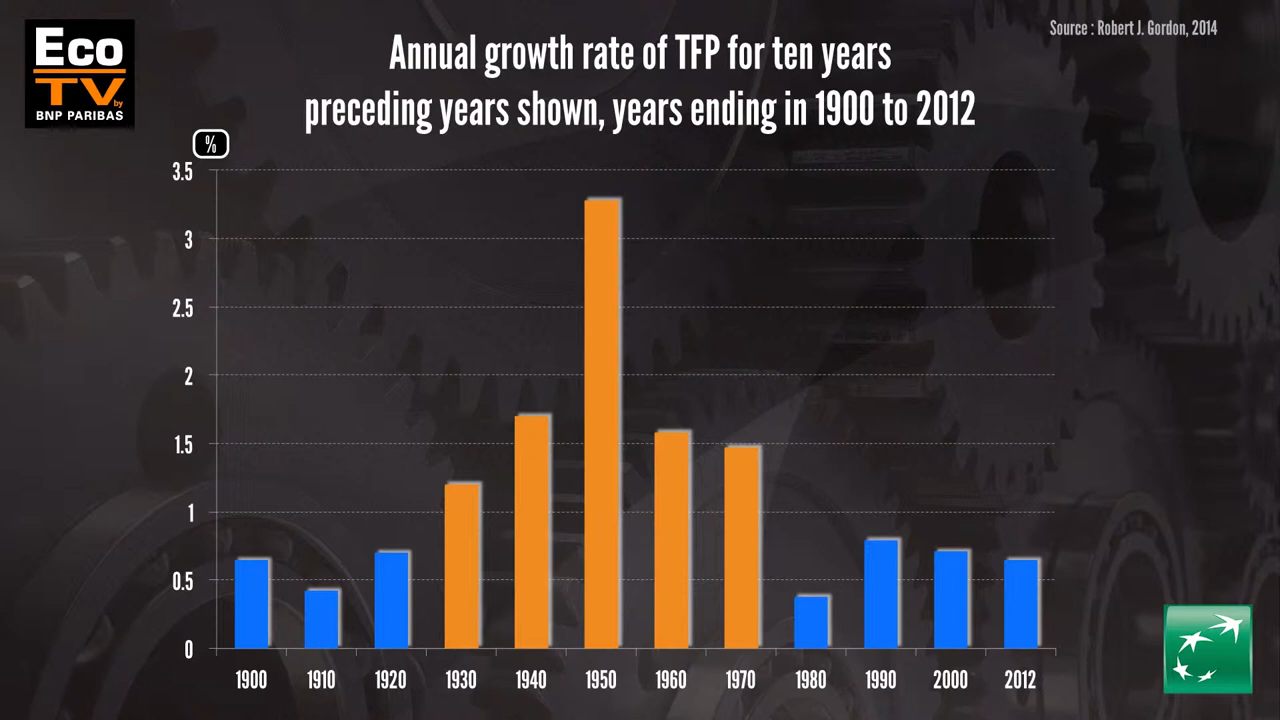 Eco
TV
by
BNP PARIBAS
Annual growth rate of TFP for ten years
preceding years shown, years ending in 1900 to 2012
Source : Robert J. Gordon, 2014
%
3.5
3
2.5
2
1.5
1
0.5
0
1900 1910 1920 1930 1940 1950 1960 1970 1980 1990 2000 2012